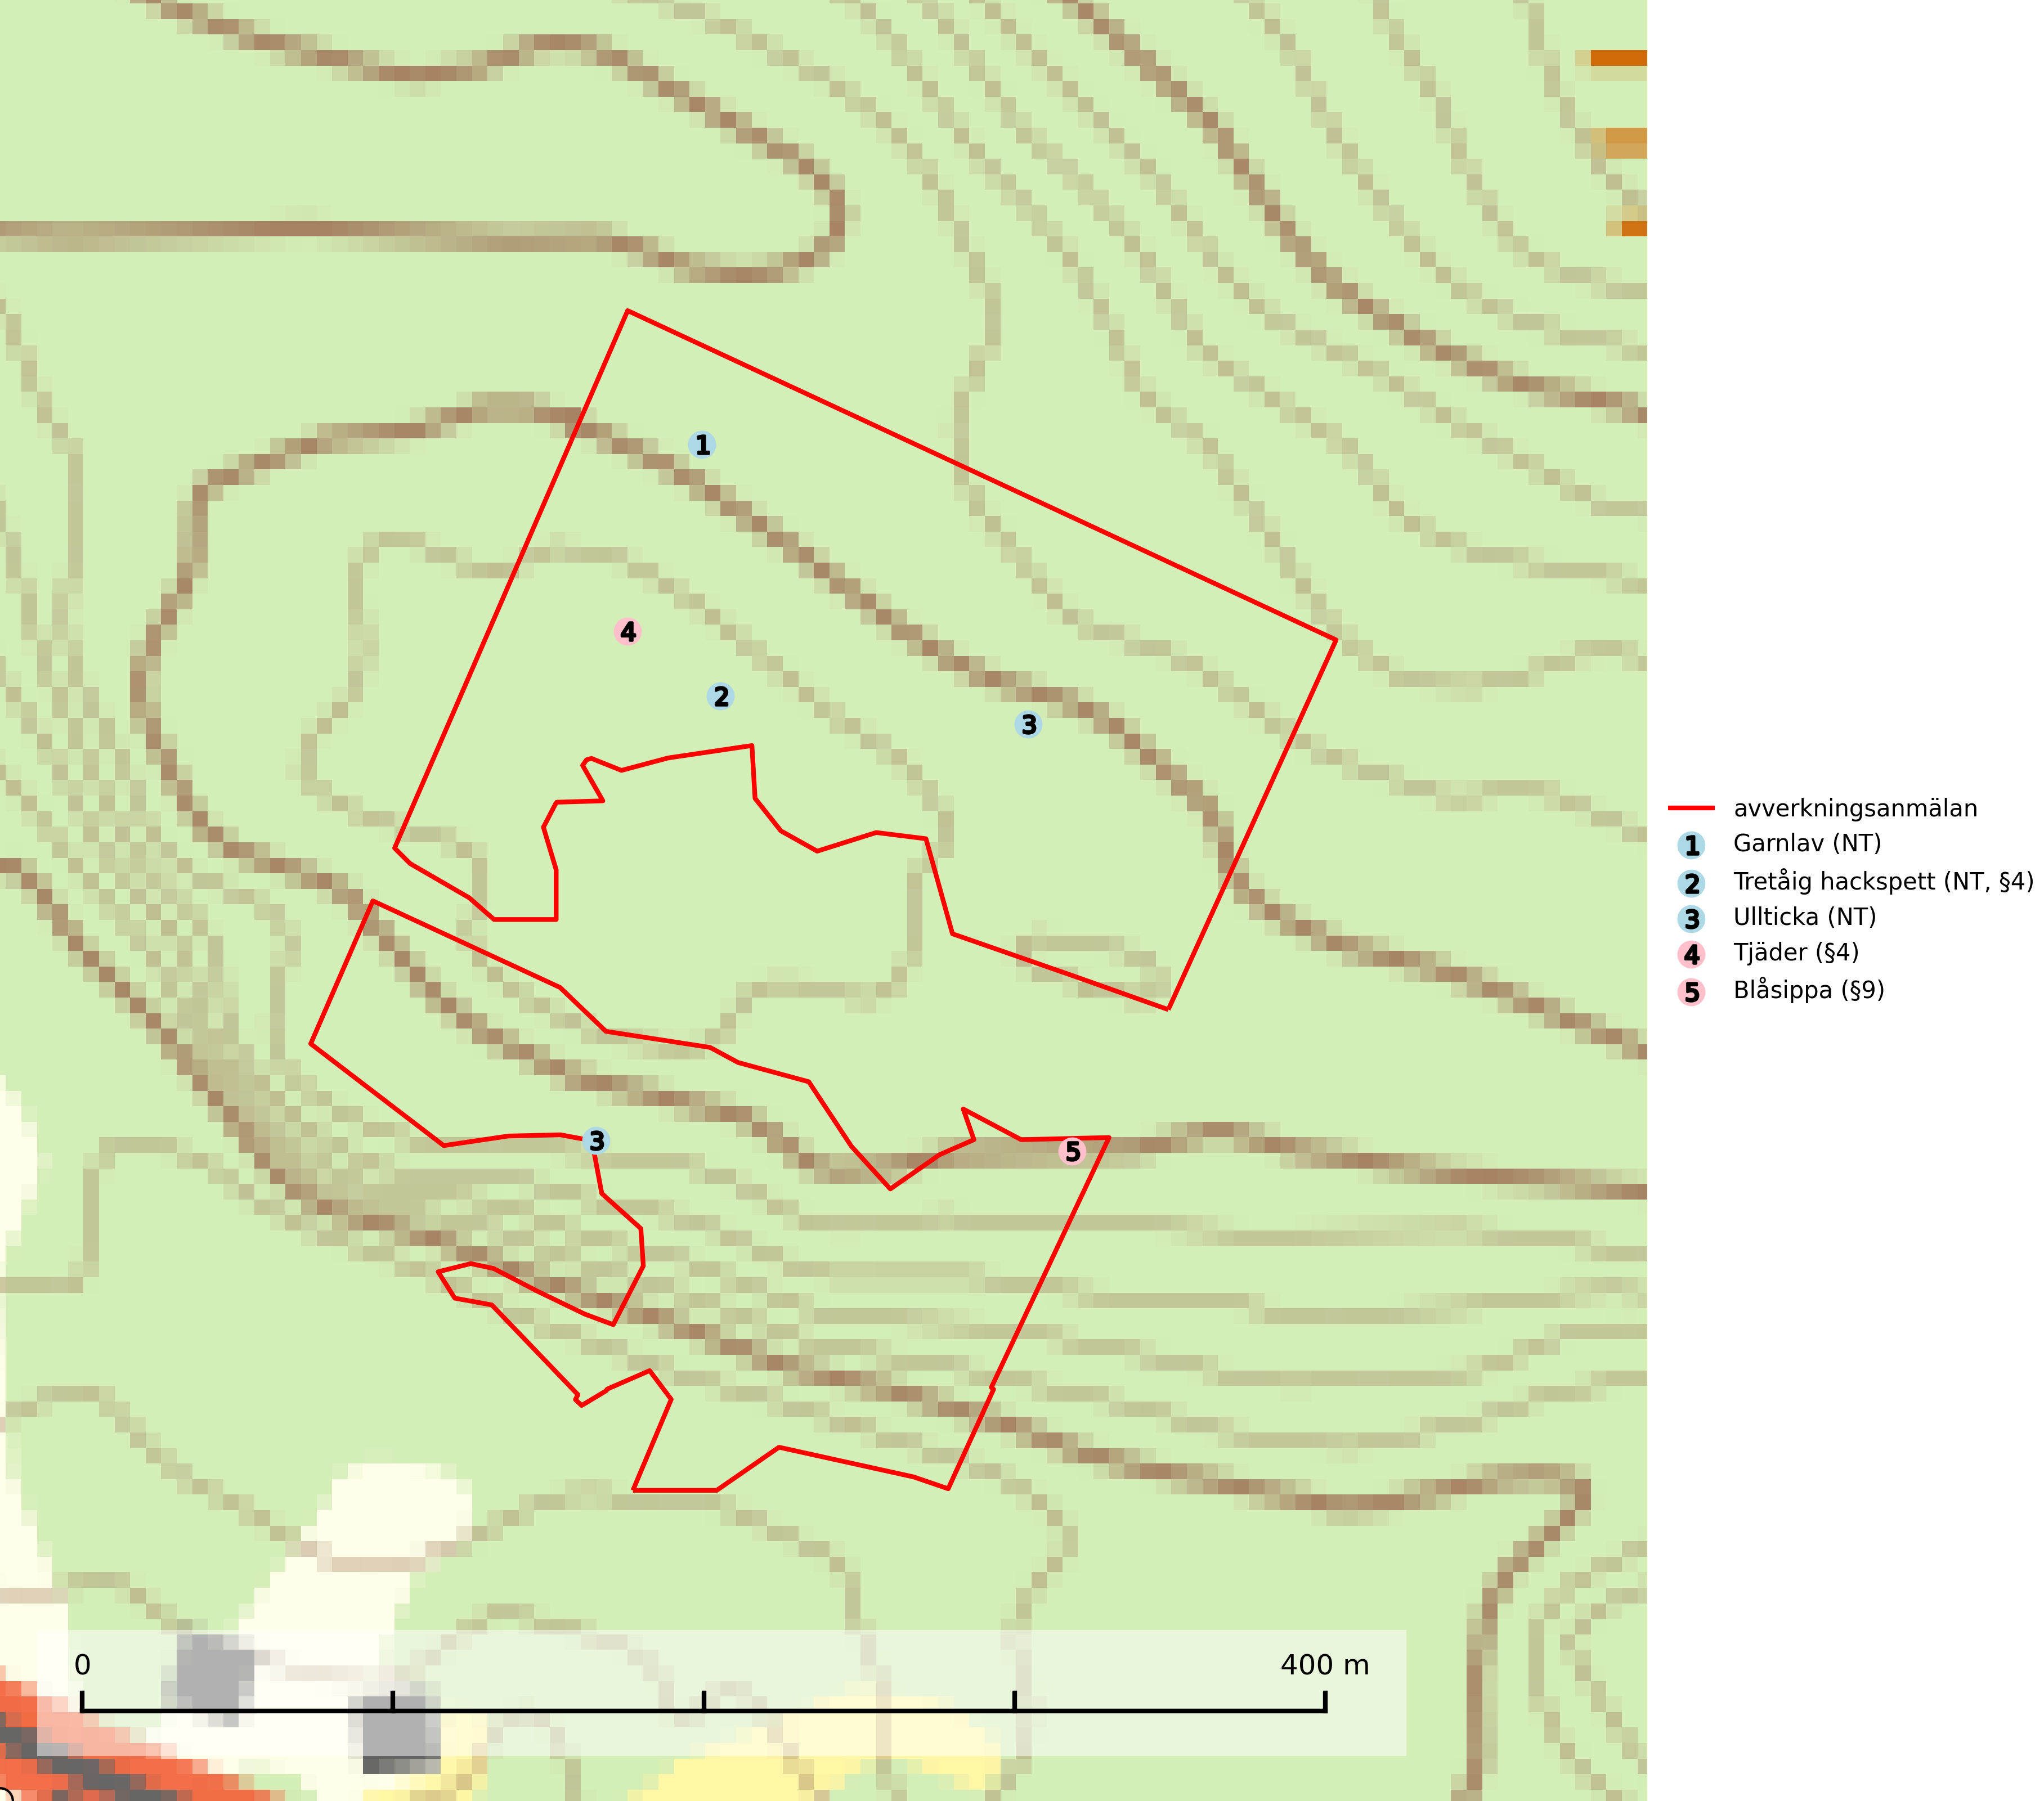 1
4
2
3
3
5
0
400 m
avverkningsanmälan
1 Garnlav (NT)
2 Tretåig hackspett (NT, §4)
3 Ullticka (NT)
4 Tjäder (§4)
5 Blåsippa (§9)